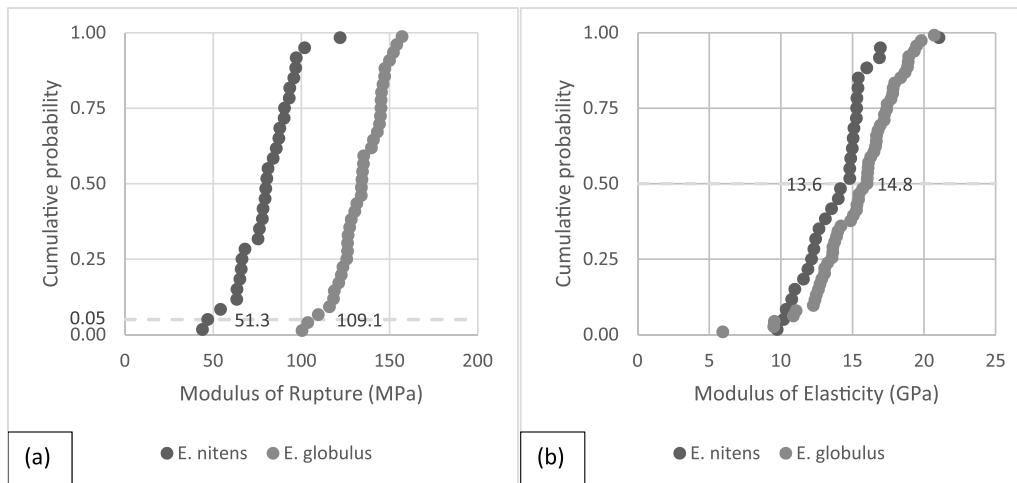 1.00
0.75
0.50
0.25
0.05
0.00
Cumulative probability
51.3
109.1
0
50
100
150
200
Modulus of Rupture (MPa)
E. nitens
E. globulus
(a)
1.00
0.75
0.50
0.25
0.00
Cumulative probability
13.6
14.8
0
5
10
15
20
25
Modulus of Elasticity (GPa)
E. nitens
E. globulus
(b)